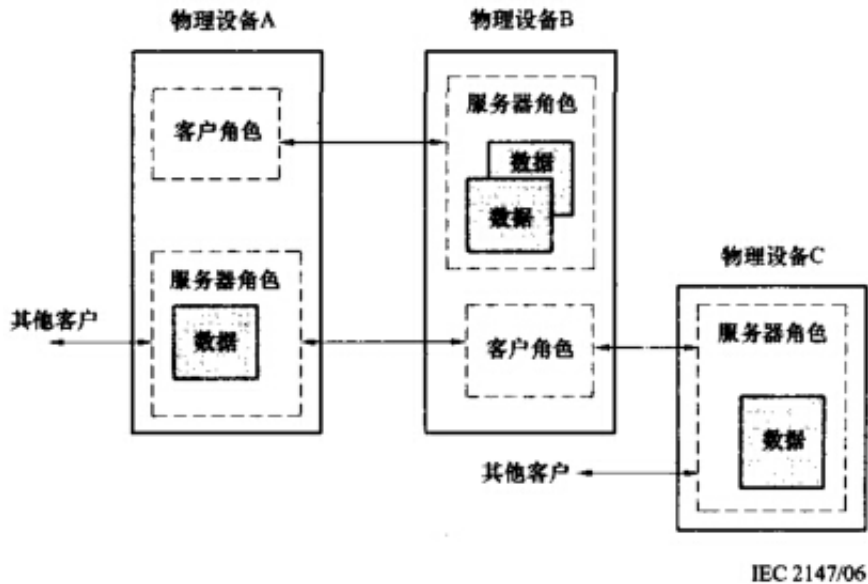 物理设备A
物理设备B
客户角色
服务器角色
数据
数据
服务器角色
数据
其他客户
客户角色
物理设备C
服务器角色
数据
其他客户
IEC 2147/06